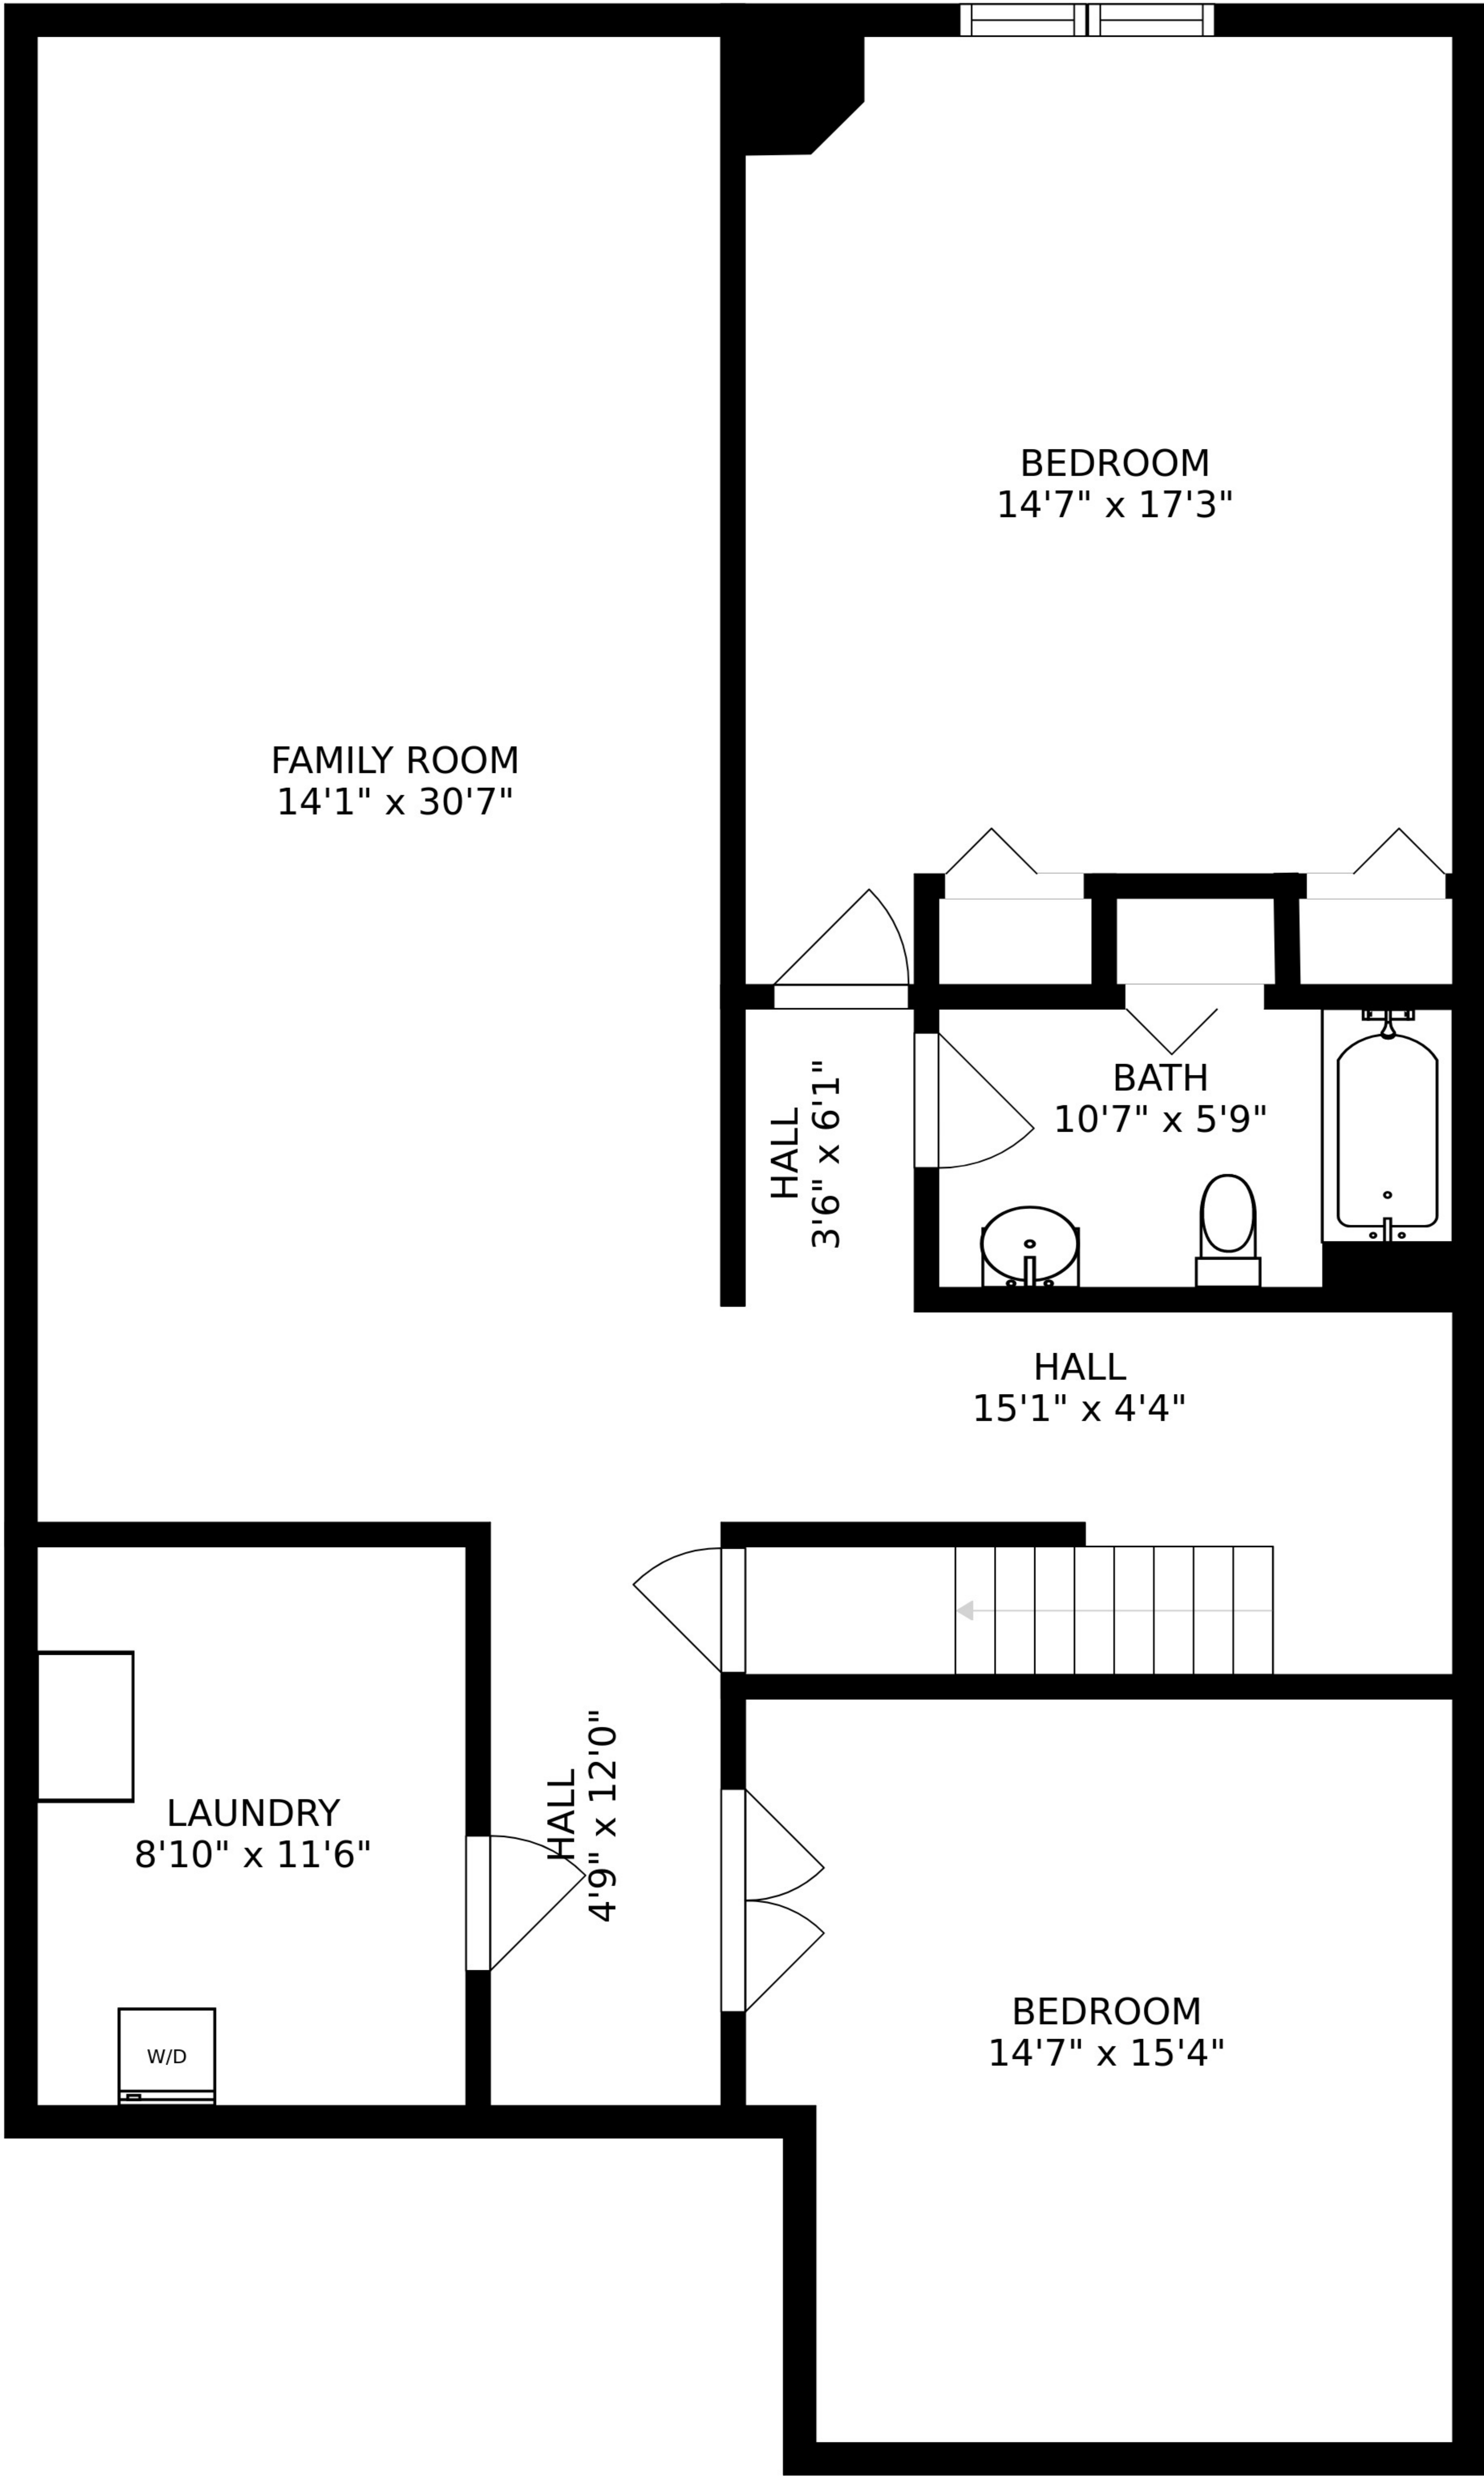 BEDROOM
14'7" x 17'3"
FAMILY ROOM
14'1" x 30'7"
BATH
10'7" x 5'9"
HALL
3'6" x 6'1"
HALL
15'1" x 4'4"
HALL
4'9" x 12'0"
LAUNDRY
8'10" x 11'6"
BEDROOM
14'7" x 15'4"
W/D